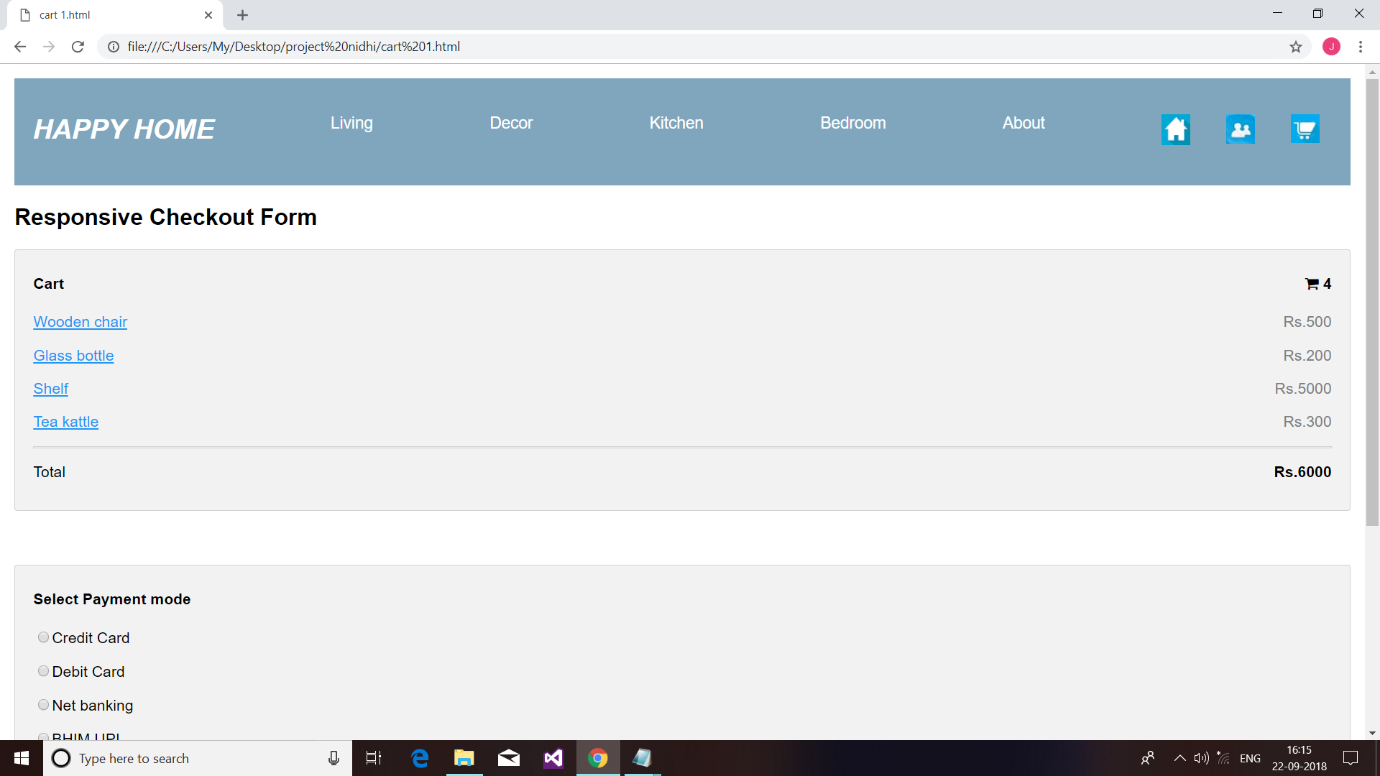 cart 1.html
file:///C:/Users/My/Desktop/project%20nidhi/cart%201.html
J
HAPPY HOME Living Decor Kitchen Bedroom About
Responsive Checkout Form
Cart 4
Wooden chair Rs.500
Glass bottle Rs.200
Shelf Rs.5000
Tea kattle Rs.300
Total Rs.6000
Select Payment mode
Credit Card
Debit Card
Net banking
BHIM UPI
Type here to search ENG 16:15
22-09-2018